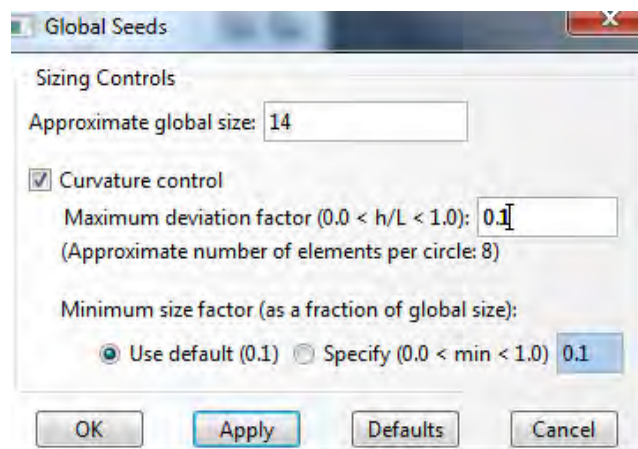 Global Seeds
Sizing Controls
Approximate global size: 14
Curvature control
Maximum deviation factor (0.0 < h/L < 1.0): 0.1
(Approximate number of elements per circle: 8)
Minimum size factor (as a fraction of global size):
Use default (0.1) Specify (0.0 < min < 1.0) 0.1
OK Apply Defaults Cancel